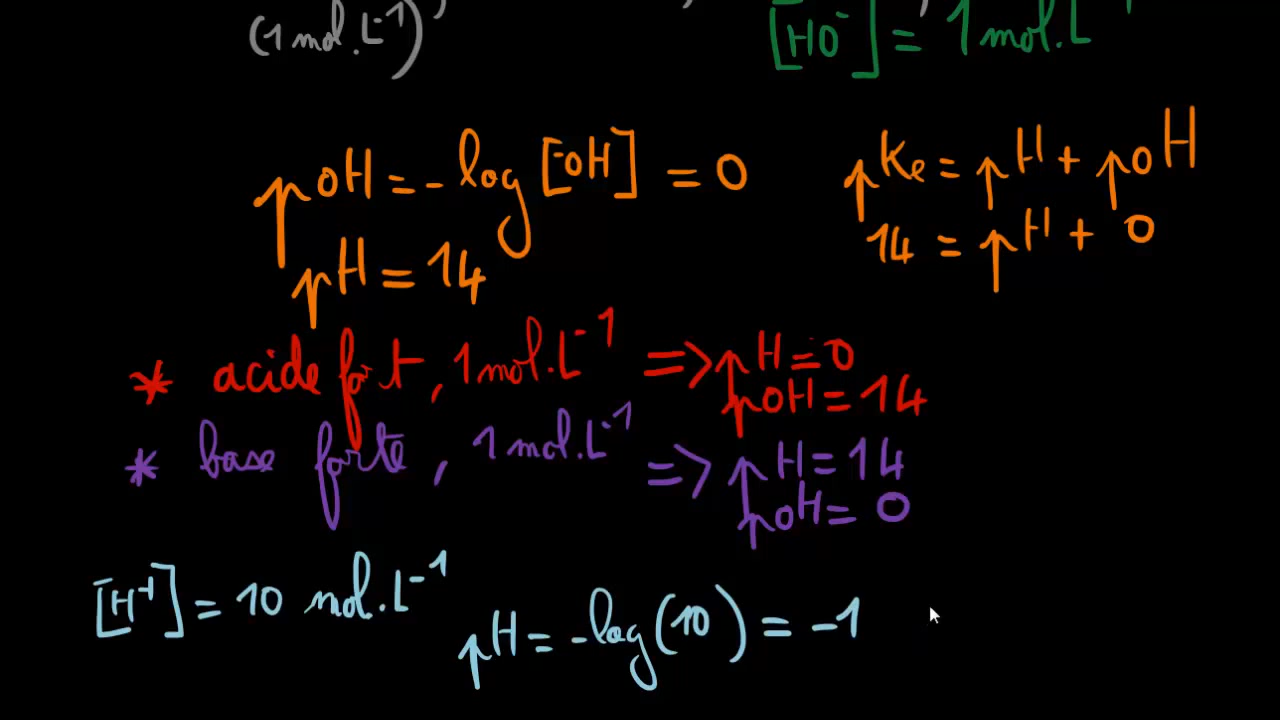 (1 mol.L⁻¹)
[HO⁻] = 1 mol.L
pOH = - log [⁻OH] = 0
pKe = pH + pOH
pH = 14
14 = pH + 0
* acide fort, 1 mol.L⁻¹ => pH = 0
pOH = 14
* base forte, 1 mol.L⁻¹ => pH = 14
pOH = 0
[H⁺] = 10 mol.L⁻¹
pH = - log(10) = -1